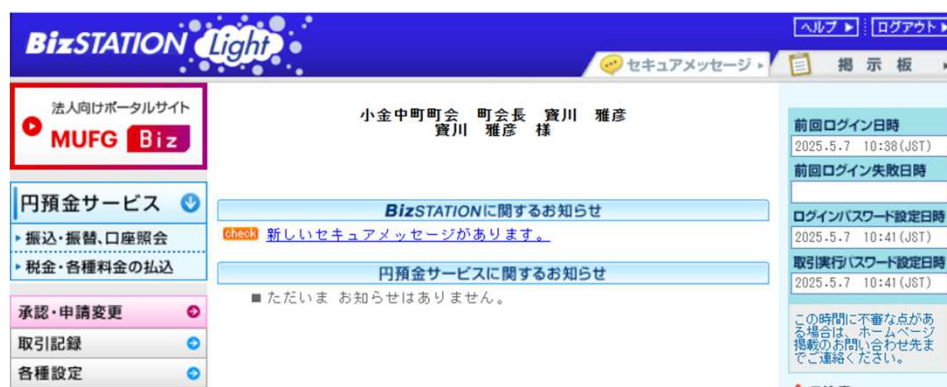 BizSTATION Light
ヘルプ
ログアウト
セキュアメッセージ
掲示板
法人向けポータルサイト
MUFG Biz
円預金サービス
振込・振替、口座照会
税金・各種料金の払込
承認・申請変更
取引記録
各種設定
小金中町町会 町会長 寳川 雅彦
寳川 雅彦 様
BizSTATIONに関するお知らせ
check 新しいセキュアメッセージがあります。
円預金サービスに関するお知らせ
■ ただいま お知らせはありません。
前回ログイン日時
2025.5.7 10:38(JST)
前回ログイン失敗日時
ログインパスワード設定日時
2025.5.7 10:41(JST)
取引実行パスワード設定日時
2025.5.7 10:41(JST)
この時間に不審な点があ
る場合は、ホームページ
掲載のお問い合わせ先ま
でご連絡ください。